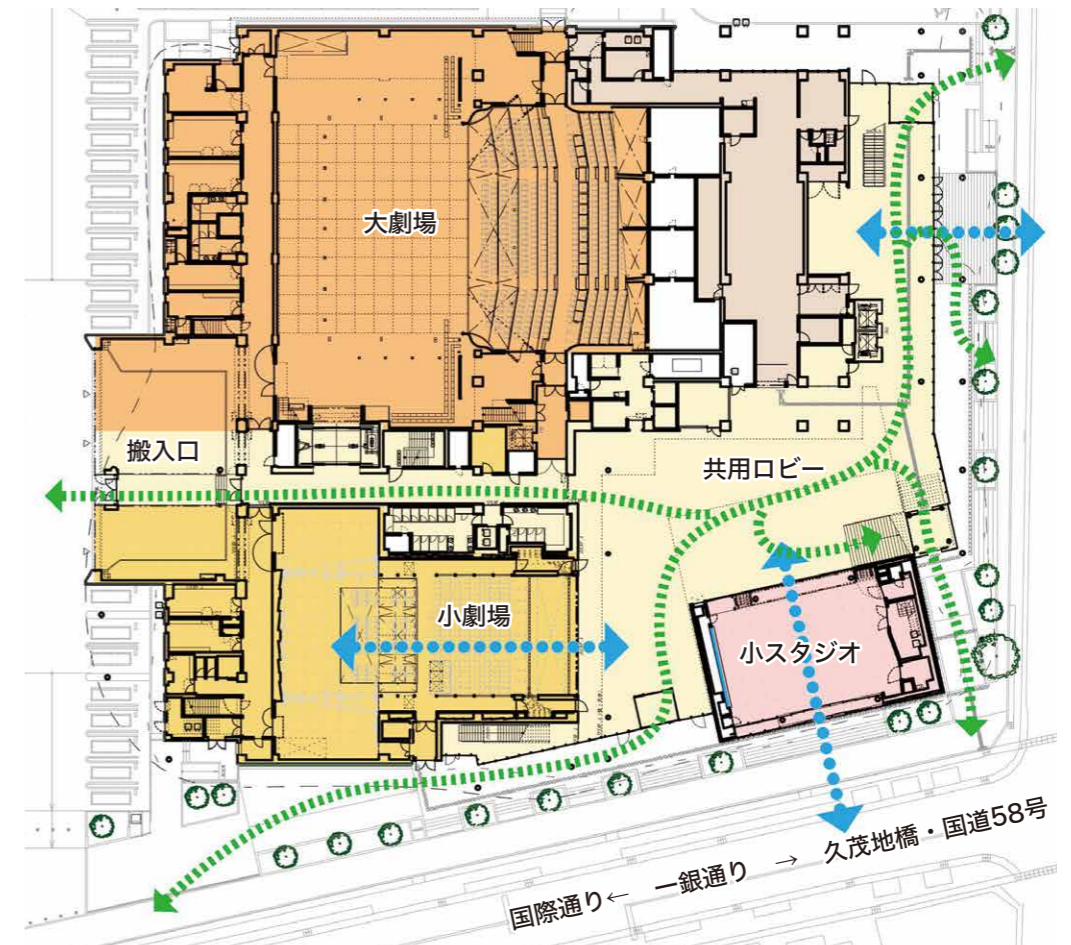 大劇場
搬入口
共用ロビー
小劇場
小スタジオ
国際通り← 一銀通り → 久茂地橋・国道58号